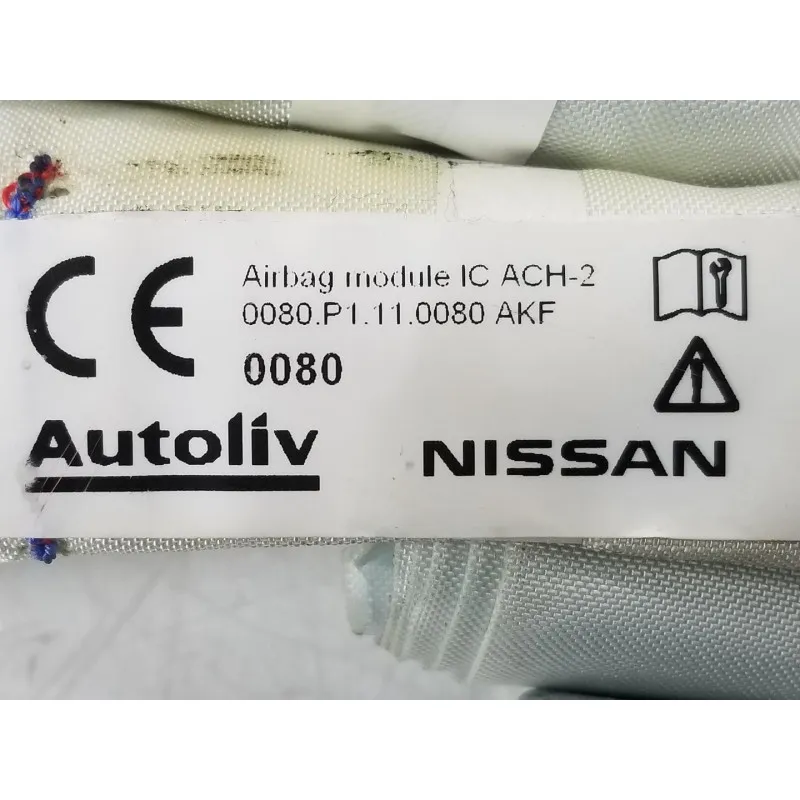 CE
Airbag module IC ACH-2
0080.P1.11.0080 AKF
0080
Autoliv
NISSAN